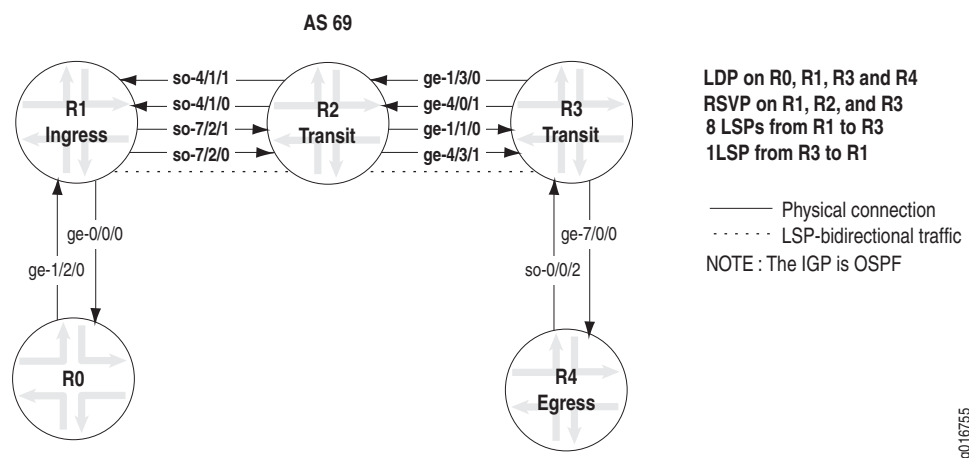 AS 69
so-4/1/1
so-4/1/0
so-7/2/1
so-7/2/0
ge-1/3/0
ge-4/0/1
ge-1/1/0
ge-4/3/1
R1
Ingress
R2
Transit
R3
Transit
LDP on R0, R1, R3 and R4
RSVP on R1, R2, and R3
8 LSPs from R1 to R3
1LSP from R3 to R1
Physical connection
LSP-bidirectional traffic
NOTE : The IGP is OSPF
ge-0/0/0
ge-1/2/0
ge-7/0/0
so-0/0/2
R0
R4
Egress
g016755